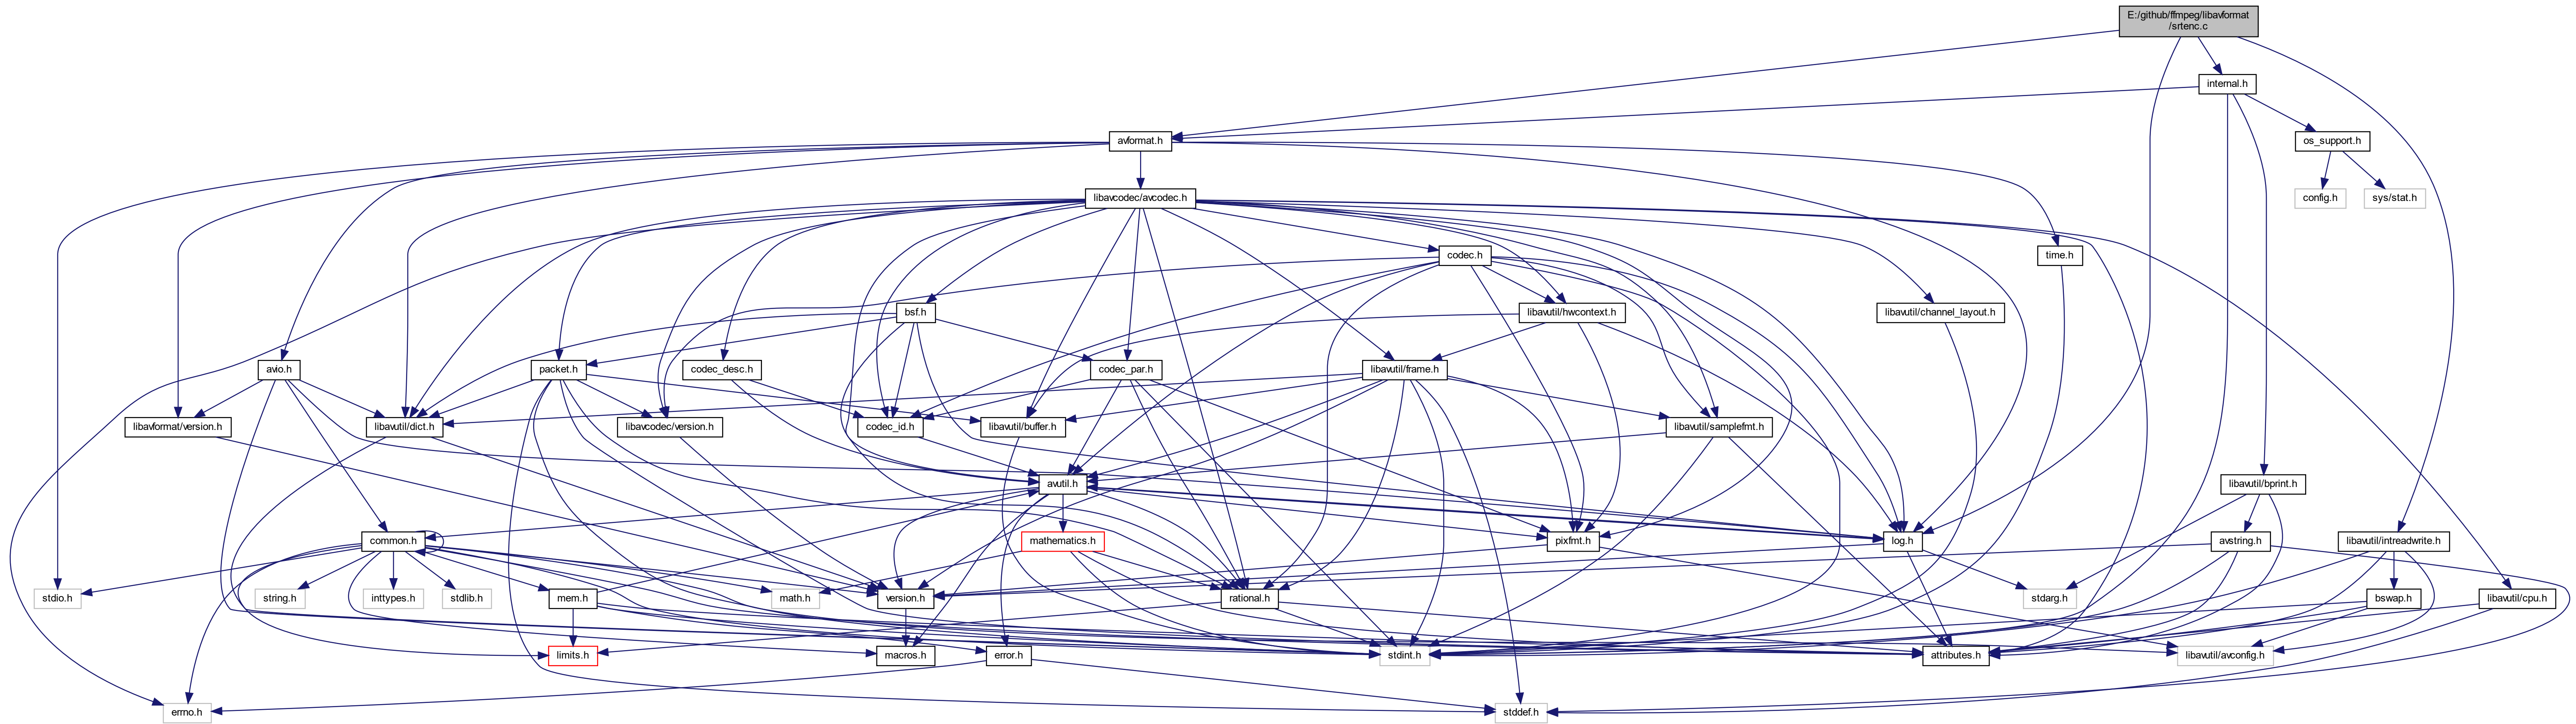 E:/github/ffmpeg/libavformat
/srtenc.c
internal.h
avformat.h
os_support.h
libavcodec/avcodec.h
config.h
sys/stat.h
codec.h
time.h
bsf.h
libavutil/hwcontext.h
libavutil/channel_layout.h
avio.h
packet.h
codec_desc.h
codec_par.h
libavutil/frame.h
libavformat/version.h
libavutil/dict.h
libavcodec/version.h
codec_id.h
libavutil/buffer.h
libavutil/samplefmt.h
avutil.h
libavutil/bprint.h
common.h
mathematics.h
pixfmt.h
log.h
avstring.h
libavutil/intreadwrite.h
stdio.h
string.h
inttypes.h
stdlib.h
mem.h
math.h
version.h
rational.h
stdarg.h
bswap.h
libavutil/cpu.h
limits.h
macros.h
error.h
stdint.h
attributes.h
libavutil/avconfig.h
errno.h
stddef.h